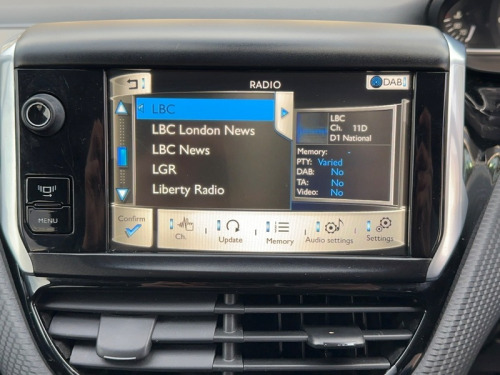 RADIO
DAB
LBC
LBC London News
LBC News
LGR
Liberty Radio
LBC
Ch. 11D
D1 National
Memory: -
PTY: Varied
DAB: No
TA: No
Video: No
MENU
Confirm
Ch.
Update
Memory
Audio settings
Settings